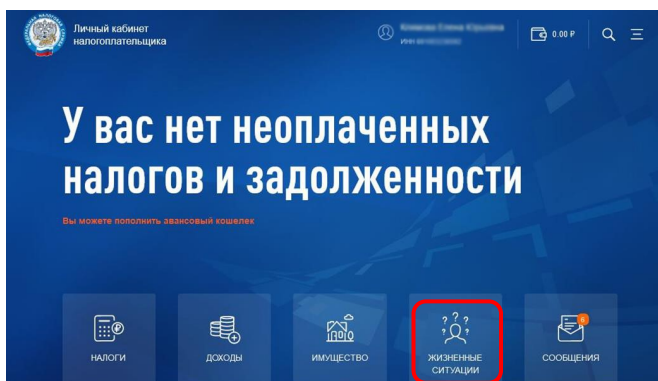 Личный кабинет
налогоплательщика
ИНН
0.00 ₽
У вас нет неоплаченных
налогов и задолженности
Вы можете пополнить авансовый кошелек
НАЛОГИ
ДОХОДЫ
ИМУЩЕСТВО
? ? ?
? ?
ЖИЗНЕННЫЕ
СИТУАЦИИ
6
СООБЩЕНИЯ